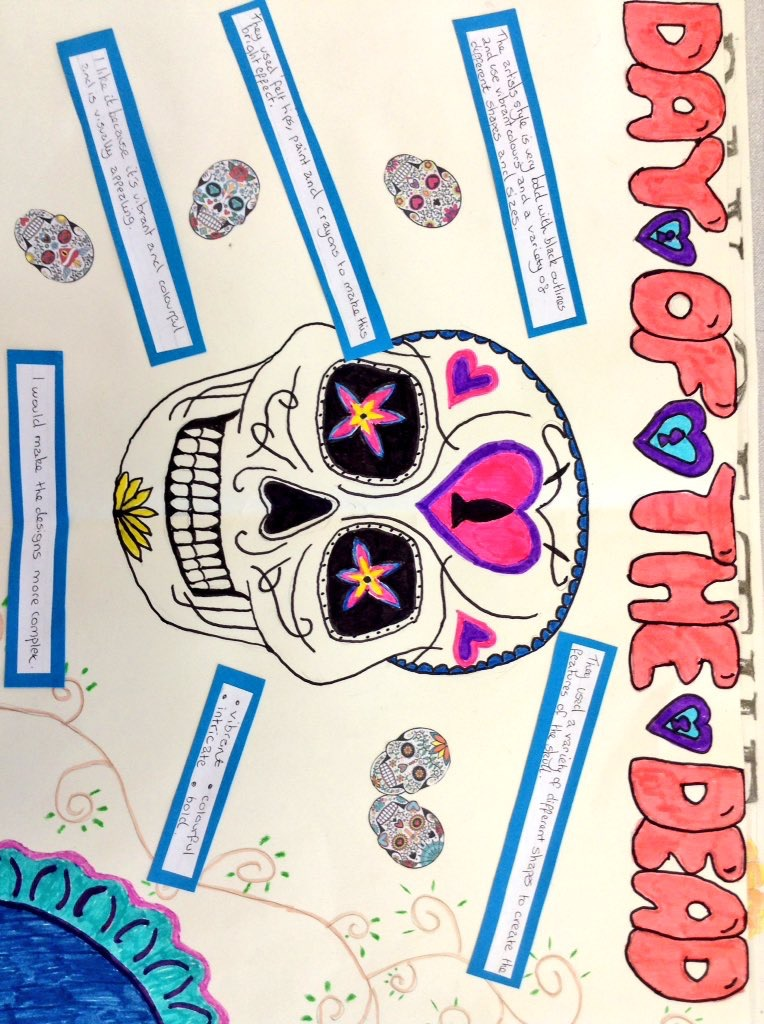 DAY OF THE DEAD
The artists style is very bold with black outlines
and use vibrant colours and a variety of
different shapes and sizes.
They used felt tips, paint and crayons to make this
bright effect.
I like it because it's vibrant and colourful
and is visually appealing.
They used a variety of different shapes to create the
features of the skull.
• vibrant • colourful
• intricate • bold.
I would make the designs more complex.